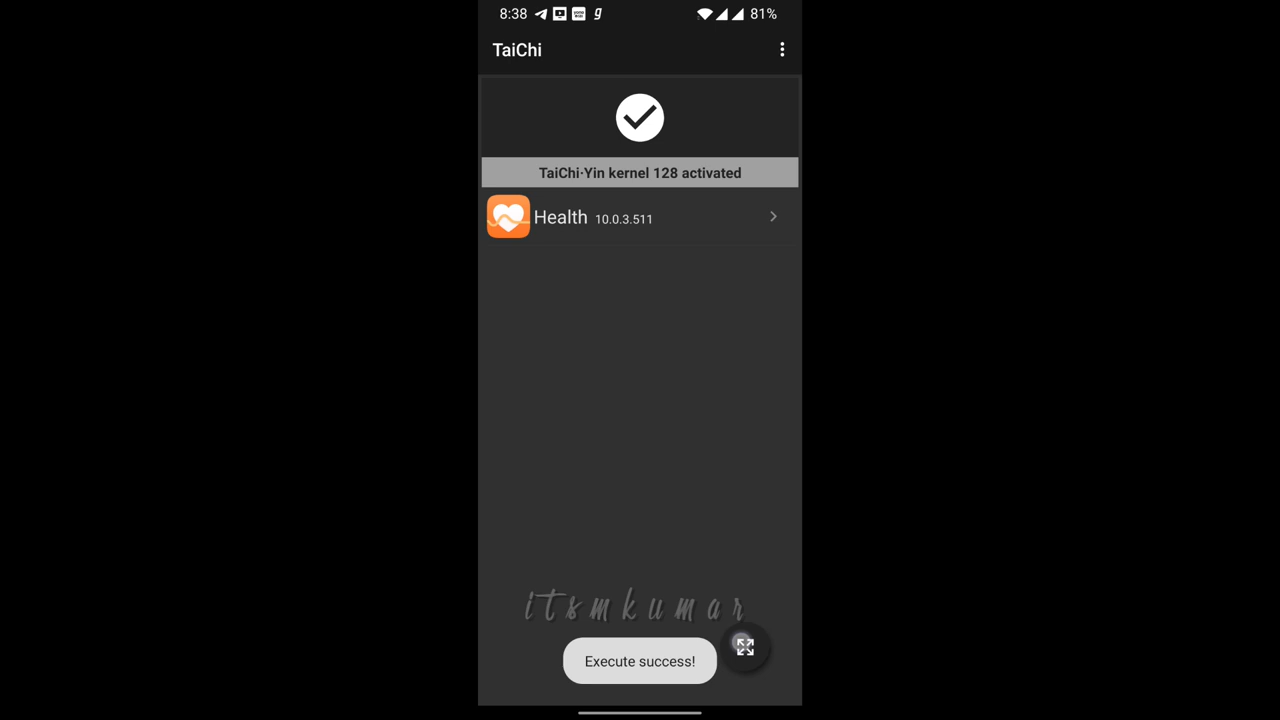 8:38 81%
TaiChi
TaiChi·Yin kernel 128 activated
Health 10.0.3.511
itsmkumar
Execute success!